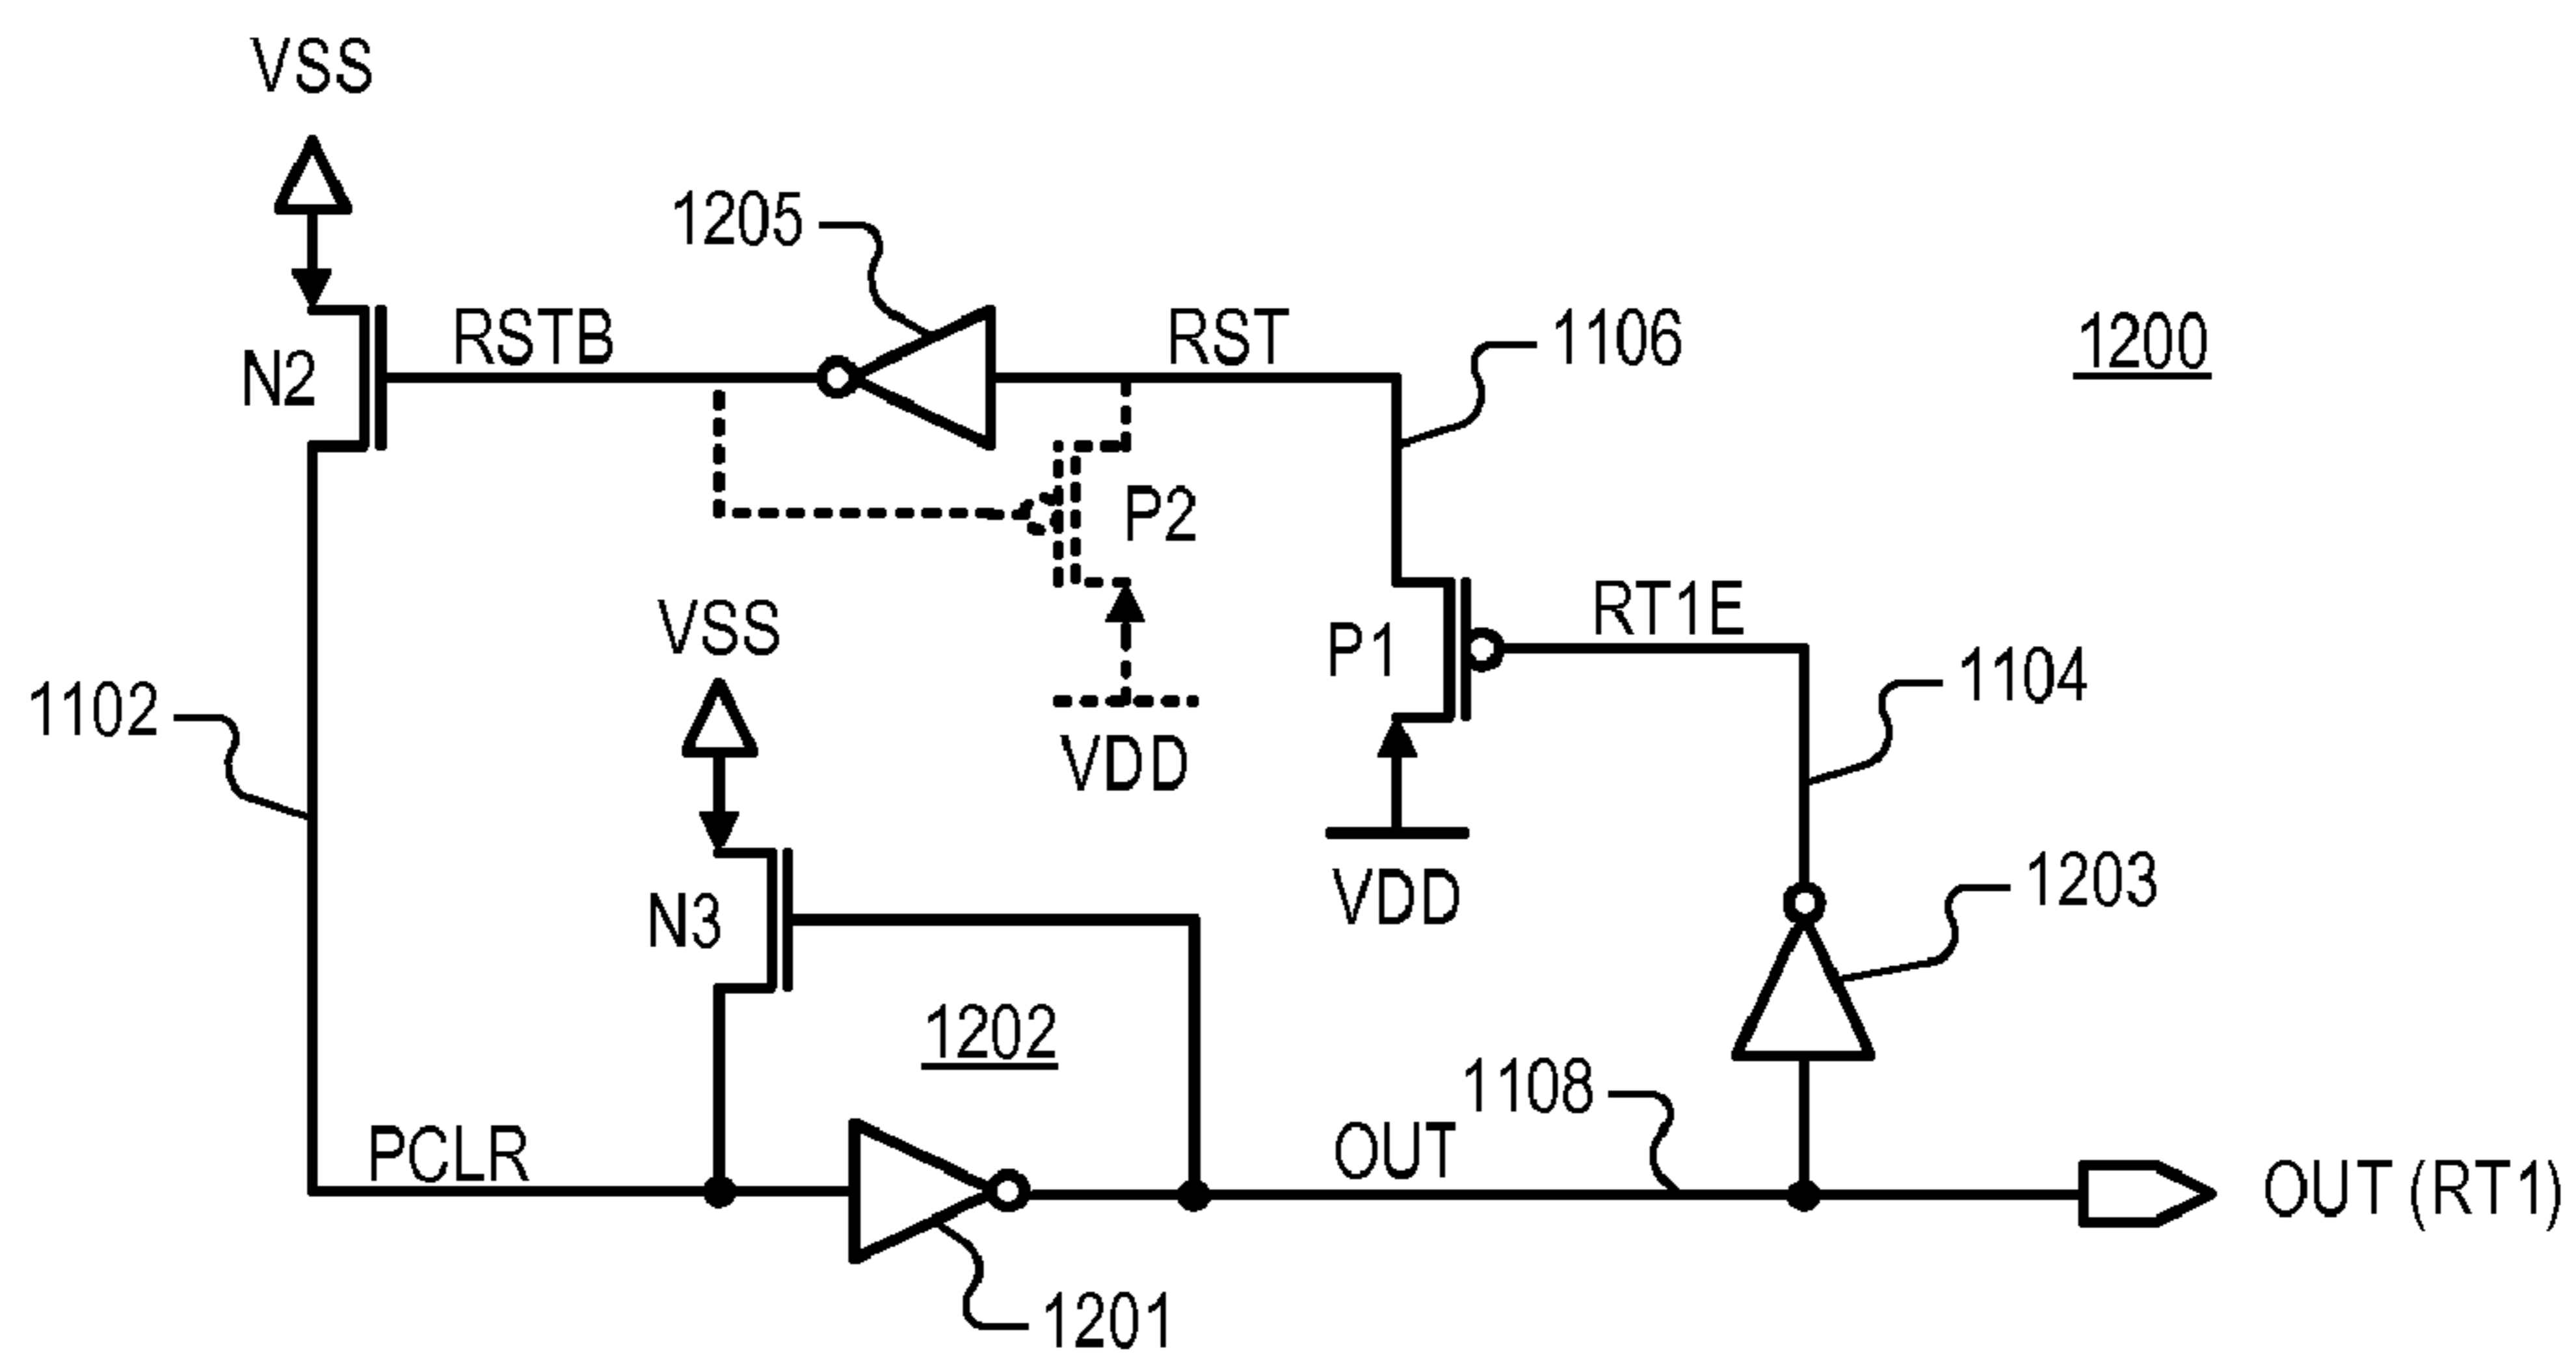 VSS
1205
RSTB
RST
1106
1200
N2
P2
VSS
RT1E
P1
1102
1104
VDD
VDD
1203
N3
1202
1108
PCLR
OUT
OUT (RT1)
1201